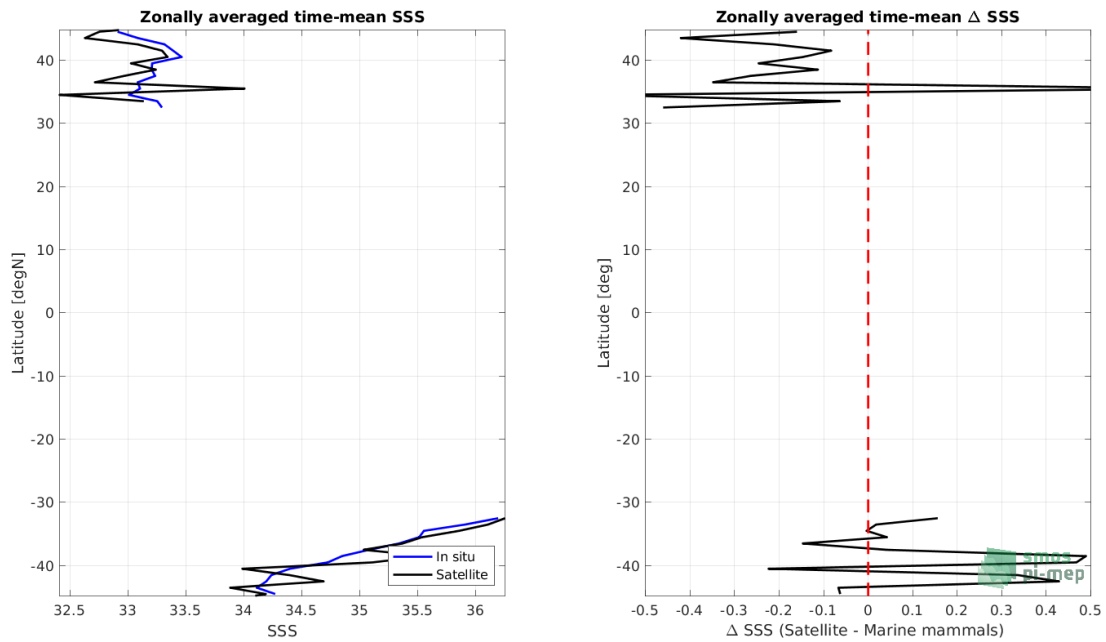 Zonally averaged time-mean SSS
40
30
20
10
0
-10
-20
-30
-40
Latitude [degN]
32.5 33 33.5 34 34.5 35 35.5 36
SSS
In situ
Satellite
Zonally averaged time-mean Δ SSS
40
30
20
10
0
-10
-20
-30
-40
Latitude [deg]
-0.5 -0.4 -0.3 -0.2 -0.1 0 0.1 0.2 0.3 0.4 0.5
Δ SSS (Satellite - Marine mammals)
smos
pi-mep